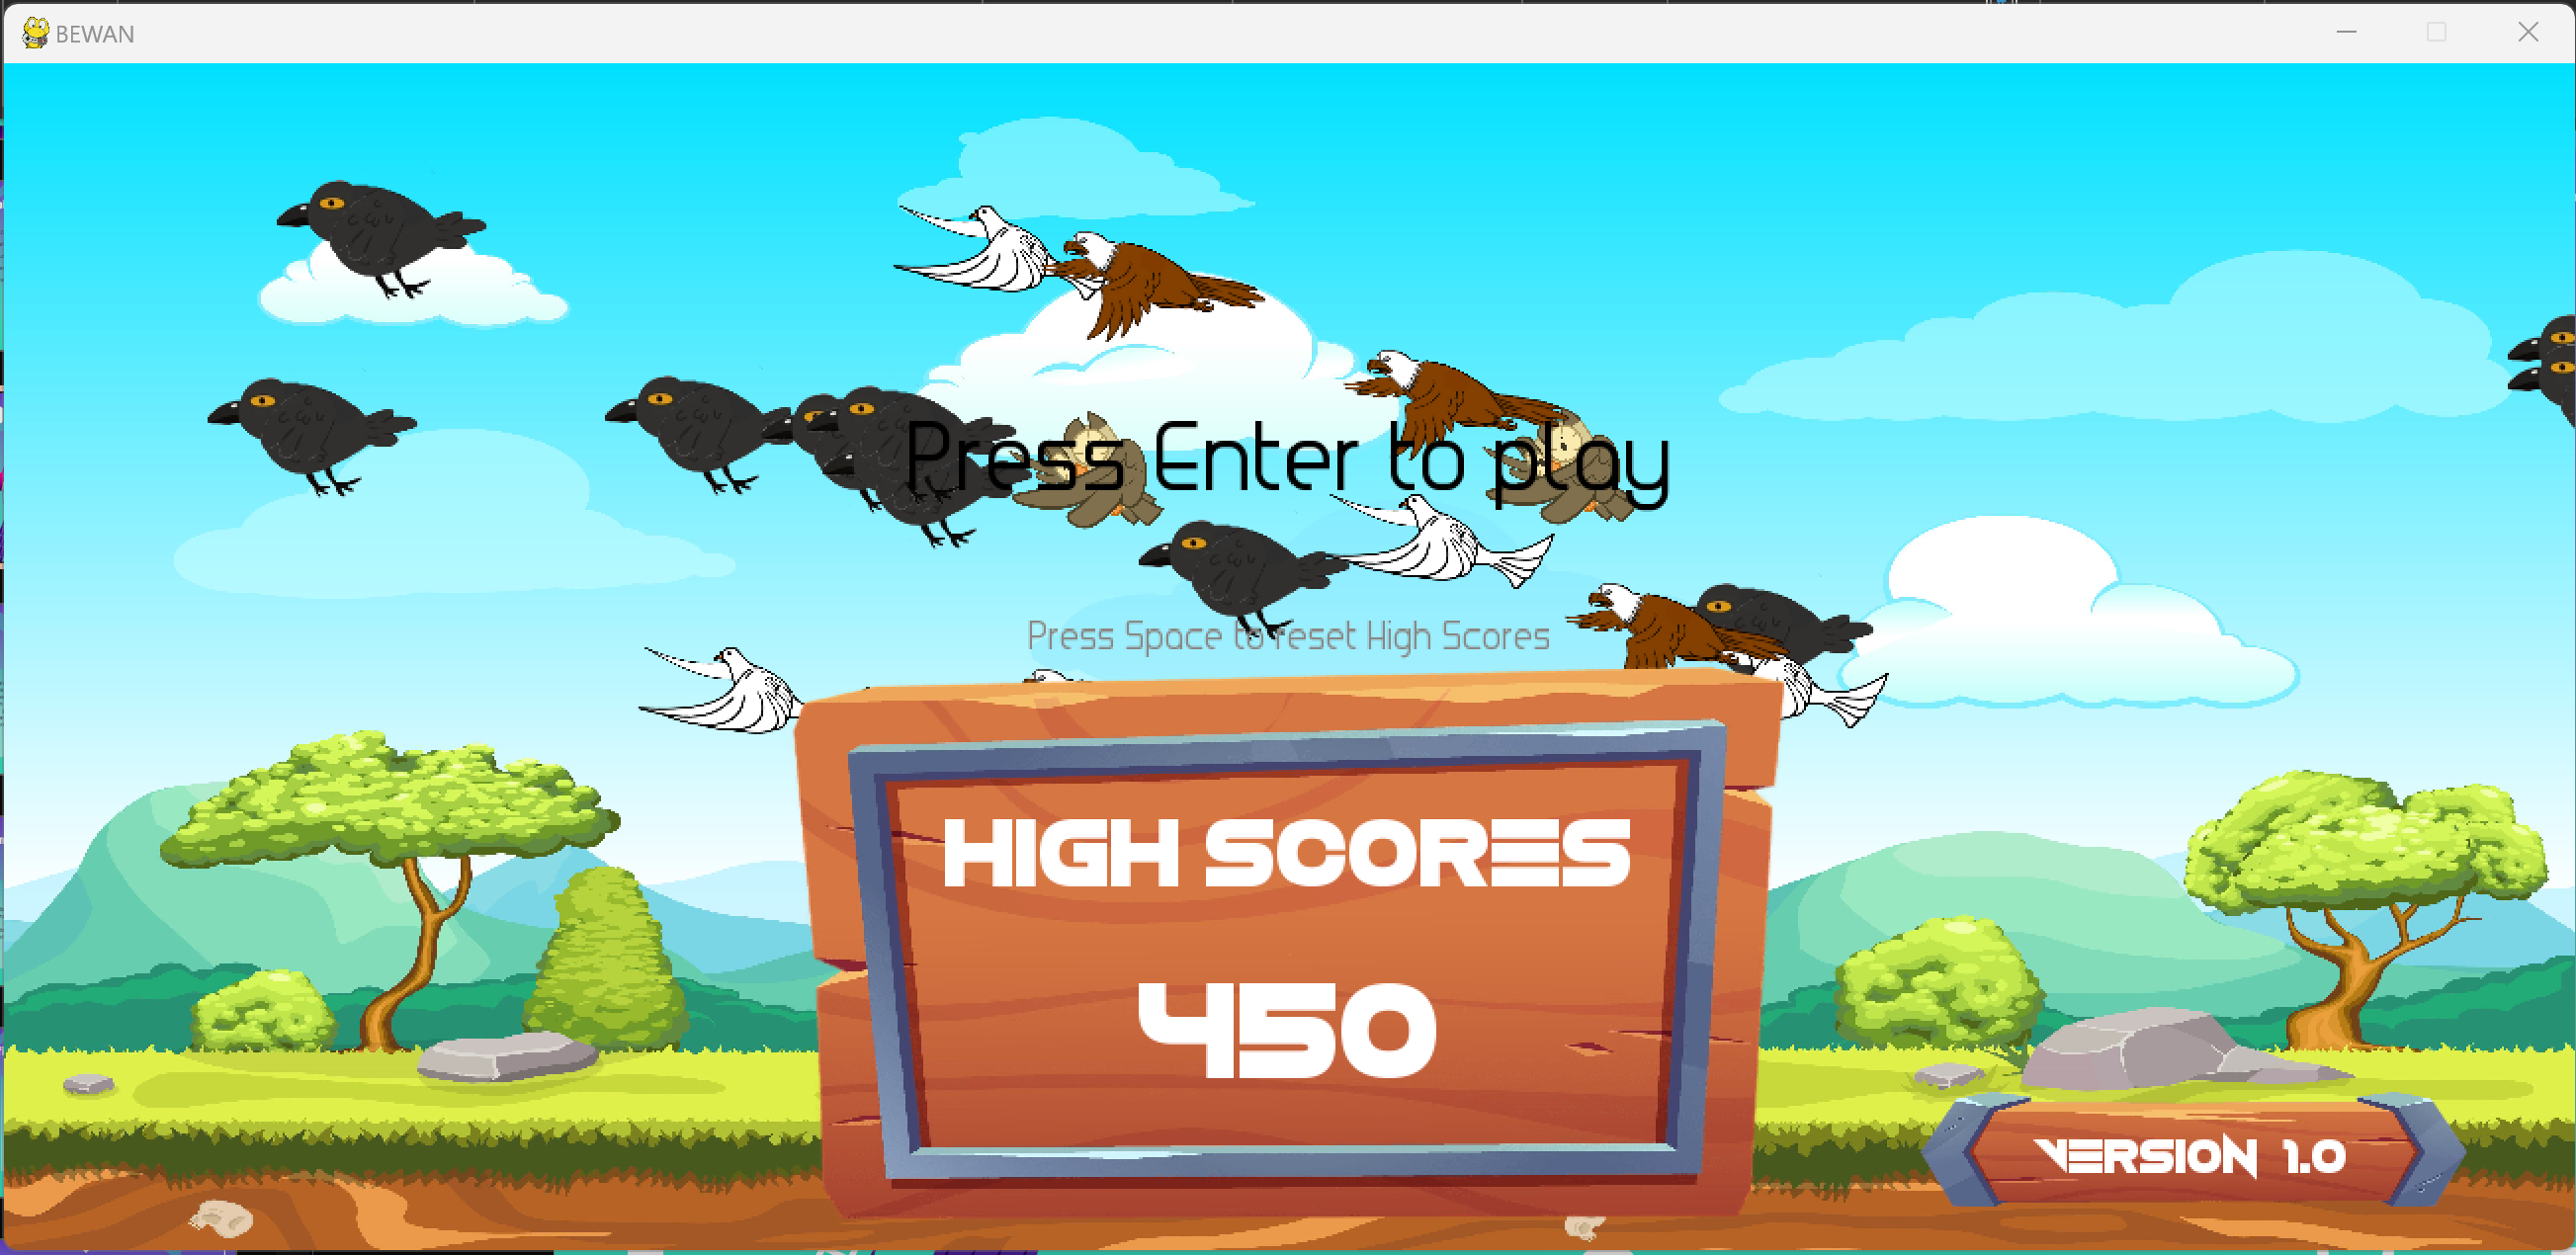 BEWAN
Press Enter to play
Press Space to reset High Scores
HIGH SCORES
450
VERSION 1.0